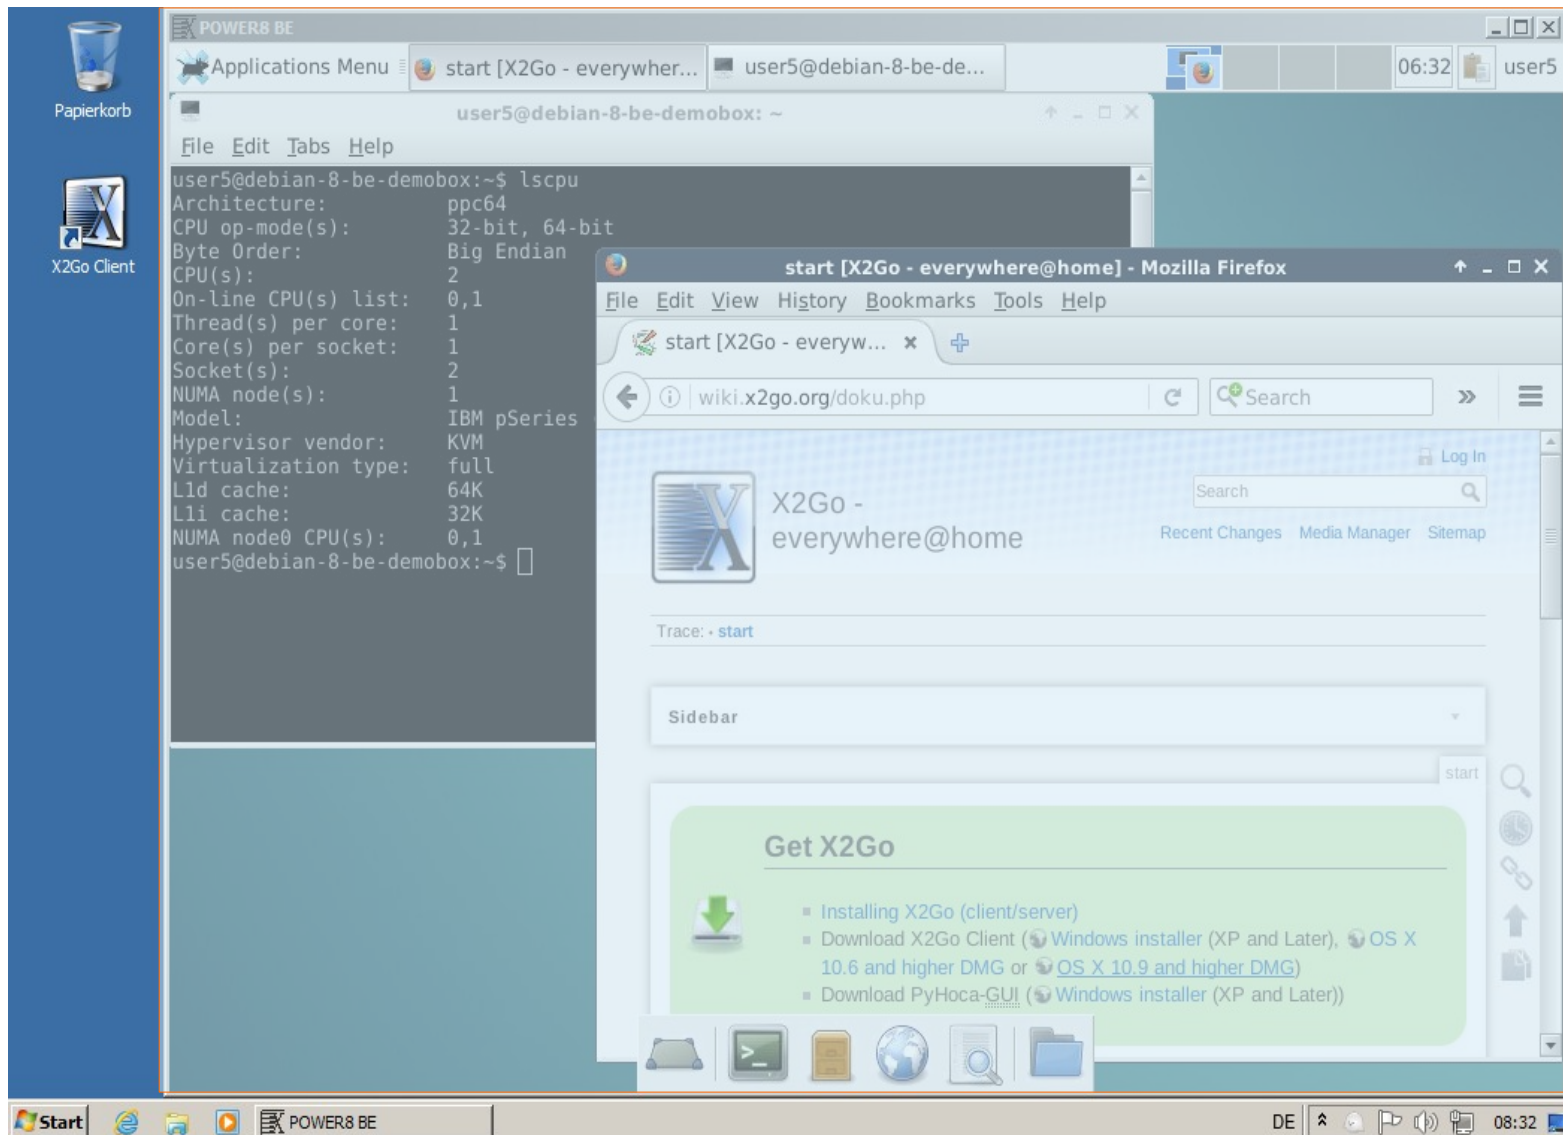 Papierkorb
X2Go Client
POWER8 BE
Applications Menu
start [X2Go - everywher...
user5@debian-8-be-de...
06:32
user5
user5@debian-8-be-demobox: ~
File Edit Tabs Help
user5@debian-8-be-demobox:~$ lscpu
Architecture: ppc64
CPU op-mode(s): 32-bit, 64-bit
Byte Order: Big Endian
CPU(s): 2
On-line CPU(s) list: 0,1
Thread(s) per core: 1
Core(s) per socket: 1
Socket(s): 2
NUMA node(s): 1
Model: IBM pSeries
Hypervisor vendor: KVM
Virtualization type: full
L1d cache: 64K
L1i cache: 32K
NUMA node0 CPU(s): 0,1
user5@debian-8-be-demobox:~$
start [X2Go - everywhere@home] - Mozilla Firefox
File Edit View History Bookmarks Tools Help
start [X2Go - everyw...
wiki.x2go.org/doku.php
Search
Log In
X2Go -
everywhere@home
Search
Recent Changes Media Manager Sitemap
Trace: • start
Sidebar
start
Get X2Go
Installing X2Go (client/server)
Download X2Go Client (Windows installer (XP and Later), OS X
10.6 and higher DMG or OS X 10.9 and higher DMG)
Download PyHoca-GUI (Windows installer (XP and Later))
Start
POWER8 BE
DE
08:32